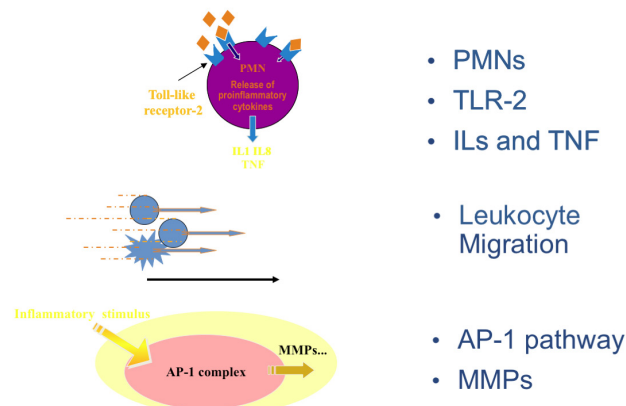 PMN
Release of
proinflammatory
cytokines
Toll-like
receptor-2
IL1 IL8
TNF
• PMNs
• TLR-2
• ILs and TNF
• Leukocyte
Migration
Inflammatory stimulus
MMPs...
AP-1 complex
• AP-1 pathway
• MMPs